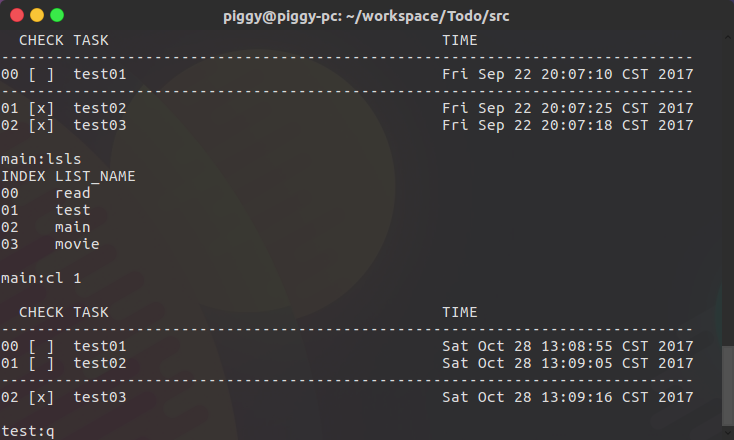 piggy@piggy-pc: ~/workspace/Todo/src
CHECK TASK TIME
-----------------------------------------------------------------------------
00 [ ] test01 Fri Sep 22 20:07:10 CST 2017
-----------------------------------------------------------------------------
01 [x] test02 Fri Sep 22 20:07:25 CST 2017
02 [x] test03 Fri Sep 22 20:07:18 CST 2017
main:lsls
INDEX LIST_NAME
00 read
01 test
02 main
03 movie
main:cl 1
CHECK TASK TIME
-----------------------------------------------------------------------------
00 [ ] test01 Sat Oct 28 13:08:55 CST 2017
01 [ ] test02 Sat Oct 28 13:09:05 CST 2017
-----------------------------------------------------------------------------
02 [x] test03 Sat Oct 28 13:09:16 CST 2017
test:q